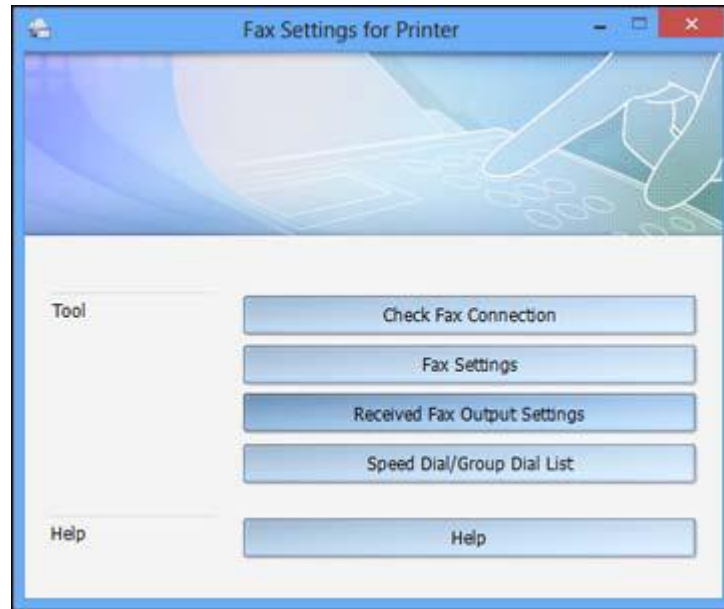 Fax Settings for Printer
Tool
Check Fax Connection
Fax Settings
Received Fax Output Settings
Speed Dial/Group Dial List
Help
Help